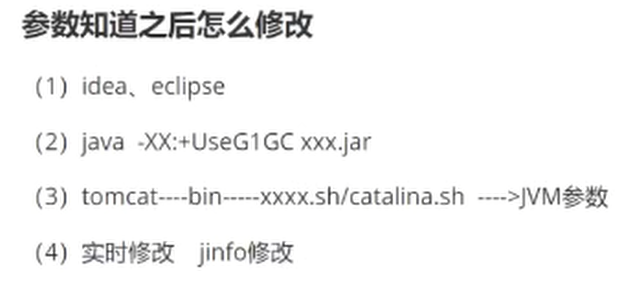 参数知道之后怎么修改
（1）idea、eclipse
（2）java -XX:+UseG1GC xxx.jar
（3）tomcat----bin-----xxxx.sh/catalina.sh ---->JVM参数
（4）实时修改 jinfo修改